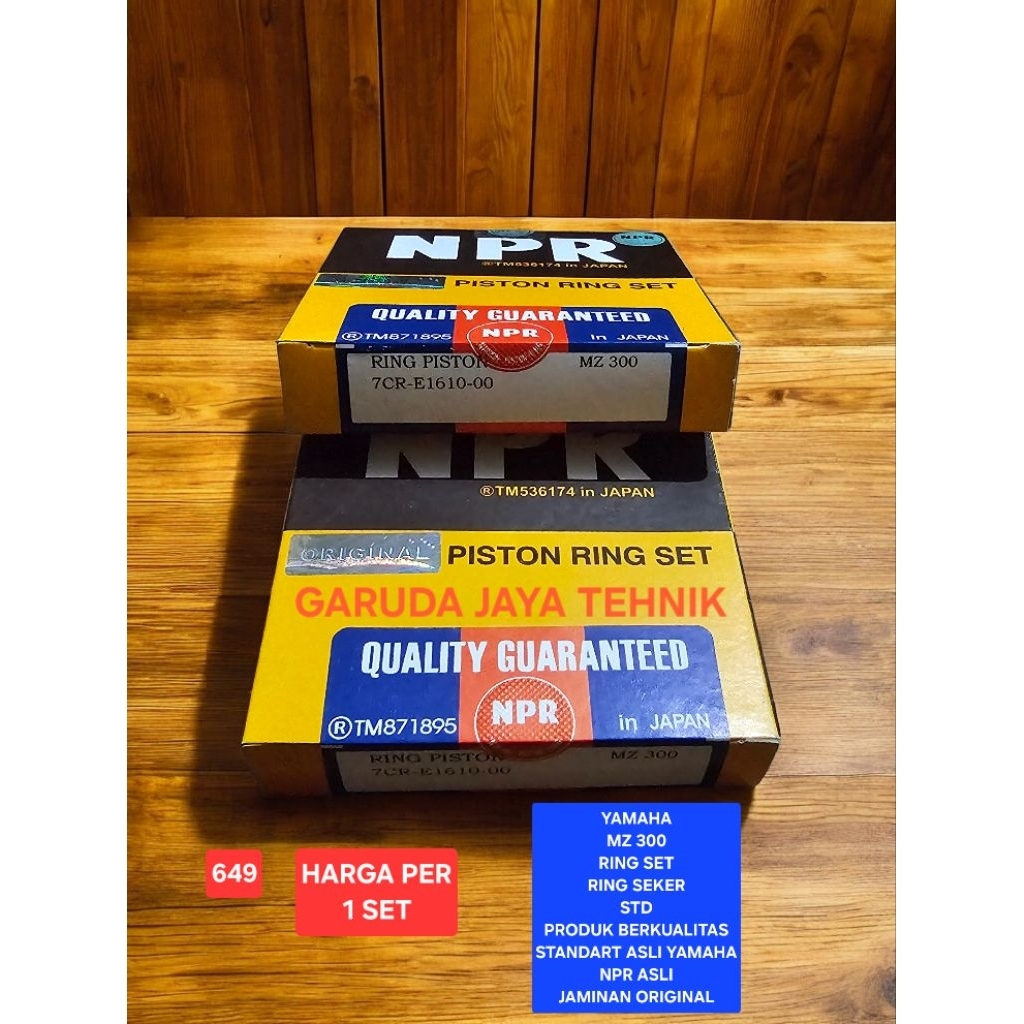 NPR
NPR
®TM536174 in JAPAN
PISTON RING SET
QUALITY GUARANTEED
®TM871895 NPR in JAPAN
RING PISTON MZ 300
7CR-E1610-00
NPR
®TM536174 in JAPAN
ORIGINAL PISTON RING SET
GARUDA JAYA TEHNIK
QUALITY GUARANTEED
®TM871895 NPR in JAPAN
RING PISTON MZ 300
7CR-E1610-00
649
HARGA PER
1 SET
YAMAHA
MZ 300
RING SET
RING SEKER
STD
PRODUK BERKUALITAS
STANDART ASLI YAMAHA
NPR ASLI
JAMINAN ORIGINAL